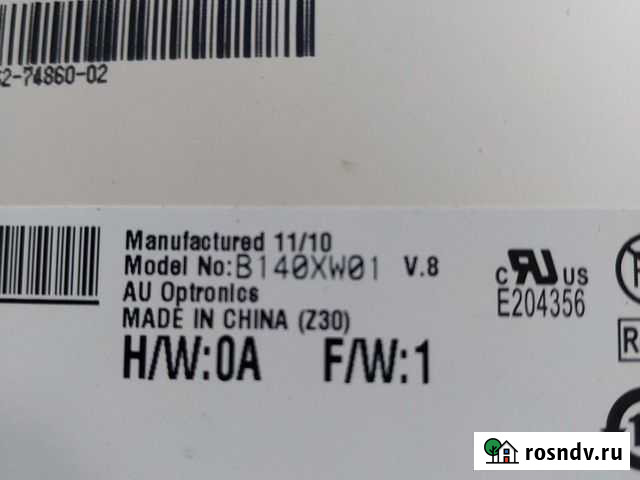 2-74860-02
Manufactured 11/10
Model No:B140XW01 V.8
AU Optronics
MADE IN CHINA (Z30)
H/W:0A F/W:1
c RU US
E204356
R
rosndv.ru